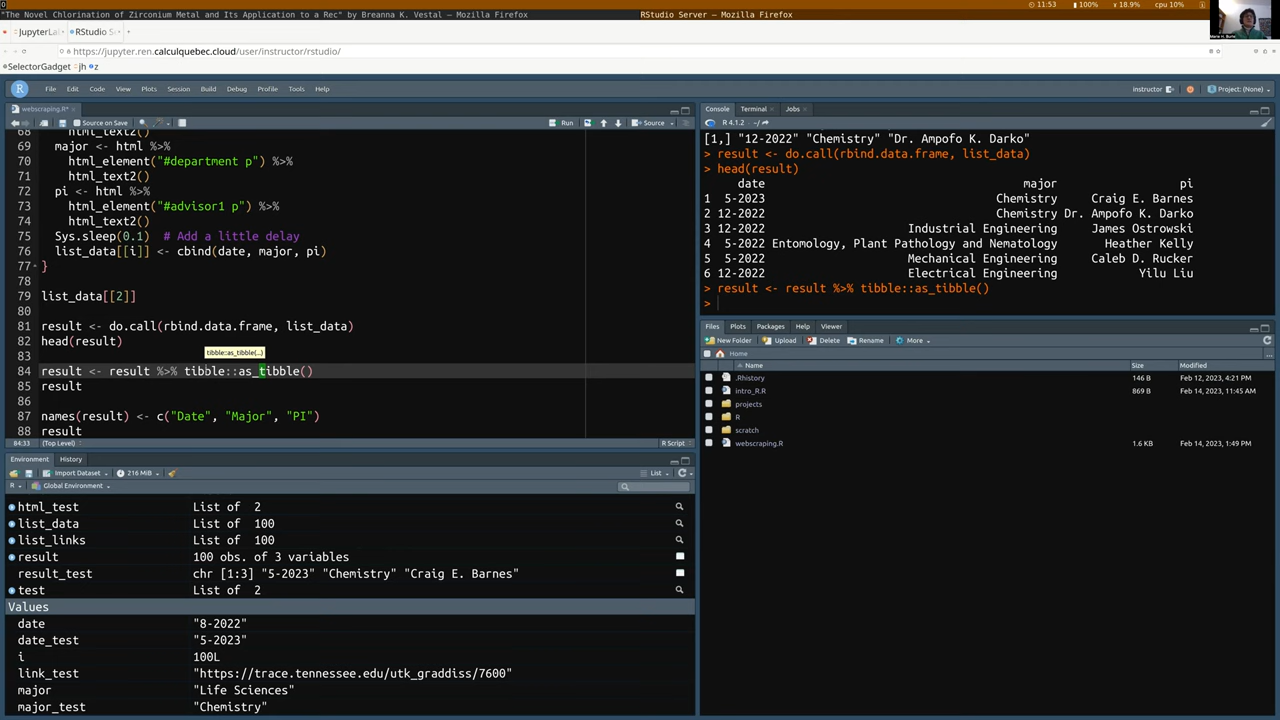 0
11:53 100% 18.9% cpu 10%
"The Novel Chlorination of Zirconium Metal and Its Application to a Rec" by Breanna K. Vestal — Mozilla Firefox
RStudio Server — Mozilla Firefox
JupyterLa
RStudio Se
https://jupyter.ren.calculquebec.cloud/user/instructor/rstudio/
SelectorGadget jh z
R File Edit Code View Plots Session Build Debug Profile Tools Help
instructor Project: (None)
webscraping.R*
Source on Save Run Source
68 html_text2()
69 major <- html %>%
70 html_element("#department p") %>%
71 html_text2()
72 pi <- html %>%
73 html_element("#advisor1 p") %>%
74 html_text2()
75 Sys.sleep(0.1) # Add a little delay
76 list_data[[i]] <- cbind(date, major, pi)
77 }
78
79 list_data[[2]]
80
81 result <- do.call(rbind.data.frame, list_data)
82 head(result)
83
tibble::as_tibble(...)
84 result <- result %>% tibble::as_tibble()
85 result
86
87 names(result) <- c("Date", "Major", "PI")
88 result
84:33 (Top Level) R Script
Console Terminal Jobs
R 4.1.2 · ~/
[1,] "12-2022" "Chemistry" "Dr. Ampofo K. Darko"
> result <- do.call(rbind.data.frame, list_data)
> head(result)
date major pi
1 5-2023 Chemistry Craig E. Barnes
2 12-2022 Chemistry Dr. Ampofo K. Darko
3 12-2022 Industrial Engineering James Ostrowski
4 5-2022 Entomology, Plant Pathology and Nematology Heather Kelly
5 5-2022 Mechanical Engineering Caleb D. Rucker
6 12-2022 Electrical Engineering Yilu Liu
> result <- result %>% tibble::as_tibble()
>
Files Plots Packages Help Viewer
New Folder Upload Delete Rename More
Home
Name Size Modified
.Rhistory 146 B Feb 12, 2023, 4:21 PM
intro_R.R 869 B Feb 14, 2023, 11:45 AM
projects
R
scratch
webscraping.R 1.6 KB Feb 14, 2023, 1:49 PM
Environment History
Import Dataset 216 MiB List
R Global Environment
html_test List of 2
list_data List of 100
list_links List of 100
result 100 obs. of 3 variables
result_test chr [1:3] "5-2023" "Chemistry" "Craig E. Barnes"
test List of 2
Values
date "8-2022"
date_test "5-2023"
i 100L
link_test "https://trace.tennessee.edu/utk_graddiss/7600"
major "Life Sciences"
major_test "Chemistry"